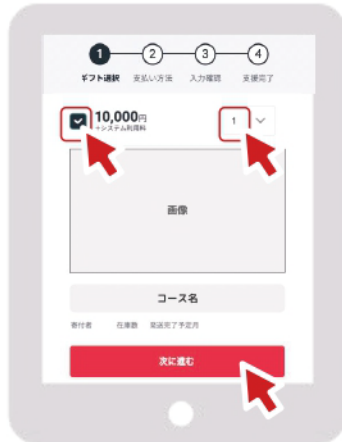 1 2 3 4
ギフト選択 支払い方法 入力確認 支援完了
10,000円 1
+システム利用料
画像
コース名
寄付者 在庫数 発送完了予定月
次に進む